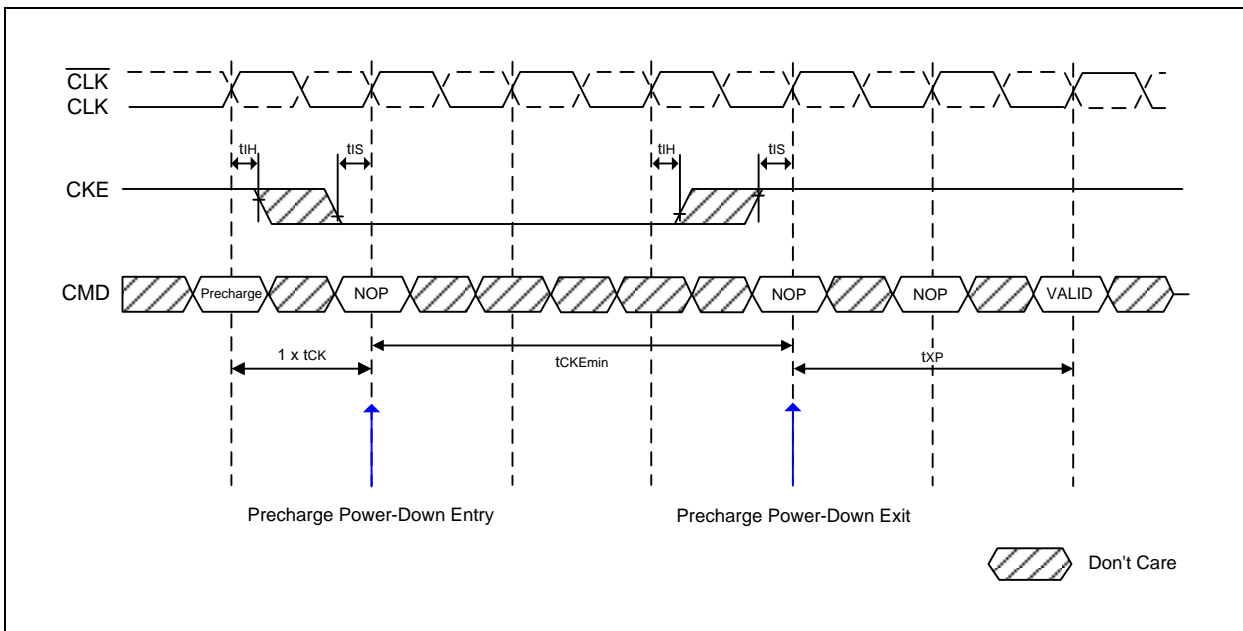 CLK
CLK
tIH
tIS
tIH
tIS
CKE
CMD
Precharge
NOP
NOP
NOP
VALID
1 x tCK
tCKEmin
tXP
Precharge Power-Down Entry
Precharge Power-Down Exit
Don't Care